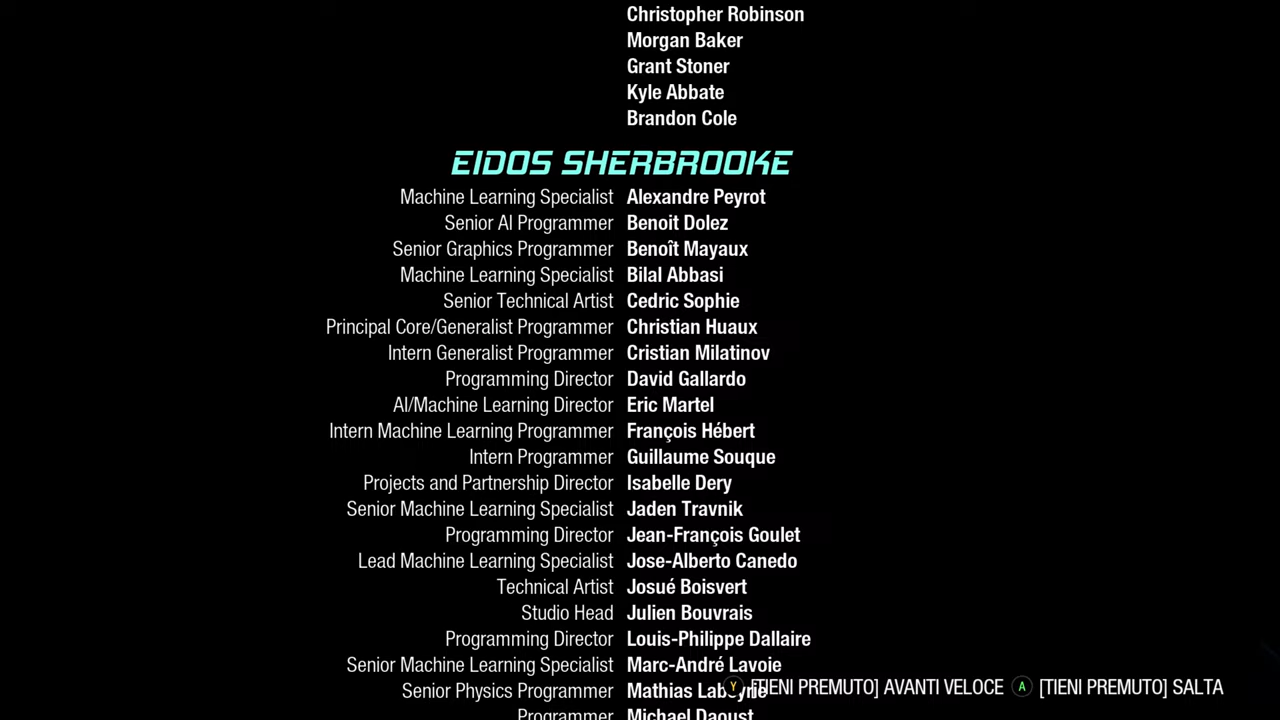 Christopher Robinson
Morgan Baker
Grant Stoner
Kyle Abbate
Brandon Cole
EIDOS SHERBROOKE
Machine Learning Specialist Alexandre Peyrot
Senior AI Programmer Benoit Dolez
Senior Graphics Programmer Benoît Mayaux
Machine Learning Specialist Bilal Abbasi
Senior Technical Artist Cedric Sophie
Principal Core/Generalist Programmer Christian Huaux
Intern Generalist Programmer Cristian Milatinov
Programming Director David Gallardo
AI/Machine Learning Director Eric Martel
Intern Machine Learning Programmer François Hébert
Intern Programmer Guillaume Souque
Projects and Partnership Director Isabelle Dery
Senior Machine Learning Specialist Jaden Travnik
Programming Director Jean-François Goulet
Lead Machine Learning Specialist Jose-Alberto Canedo
Technical Artist Josué Boisvert
Studio Head Julien Bouvrais
Programming Director Louis-Philippe Dallaire
Senior Machine Learning Specialist Marc-André Lavoie
Senior Physics Programmer Mathias
Y [TIENI PREMUTO] AVANTI VELOCE A [TIENI PREMUTO] SALTA
Programmer Michael Daoust